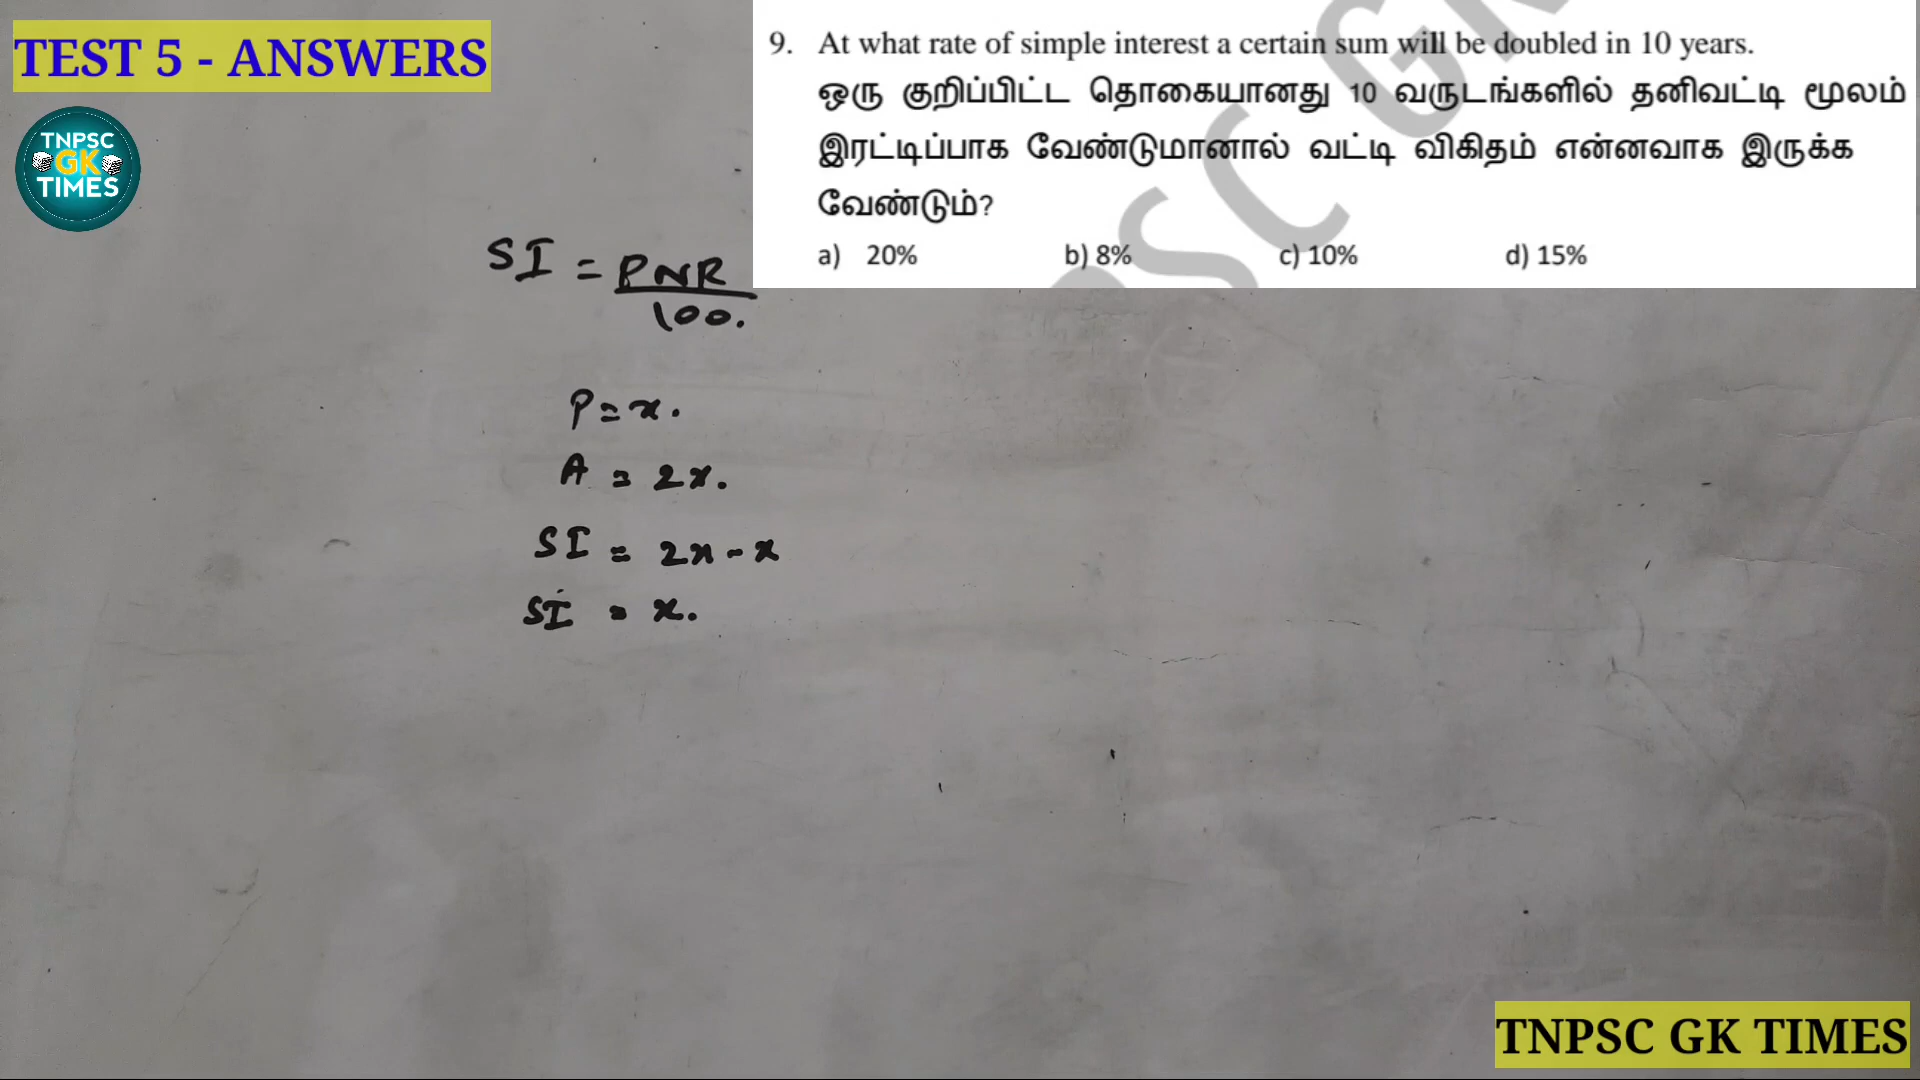 TEST 5 - ANSWERS
TNPSC
GK
TIMES
9. At what rate of simple interest a certain sum will be doubled in 10 years.
ஒரு குறிப்பிட்ட தொகையானது 10 வருடங்களில் தனிவட்டி மூலம்
இரட்டிப்பாக வேண்டுமானால் வட்டி விகிதம் என்னவாக இருக்க
வேண்டும்?
a) 20% b) 8% c) 10% d) 15%
SI = PNR
100.
P = x.
A = 2x.
SI = 2x - x
SI = x.
TNPSC GK TIMES